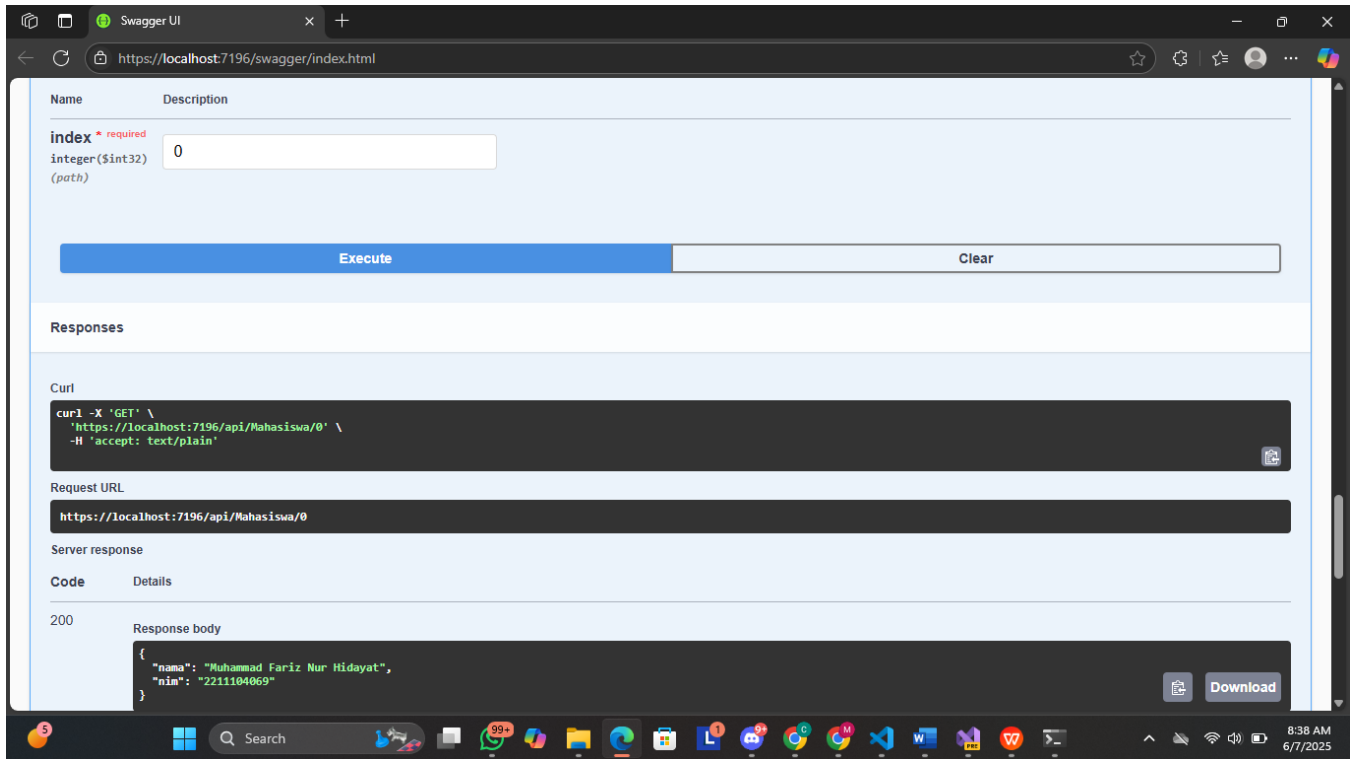 Swagger UI
https://localhost:7196/swagger/index.html
Name Description
index * required
integer($int32)
(path)
0
Execute Clear
Responses
Curl
curl -X 'GET' \
'https://localhost:7196/api/Mahasiswa/0' \
-H 'accept: text/plain'
Request URL
https://localhost:7196/api/Mahasiswa/0
Server response
Code Details
200
Response body
{
"nama": "Muhammad Fariz Nur Hidayat",
"nim": "2211104069"
}
Download
5
Search
99+
1
9+
C
M
W
PRE
W
8:38 AM
6/7/2025